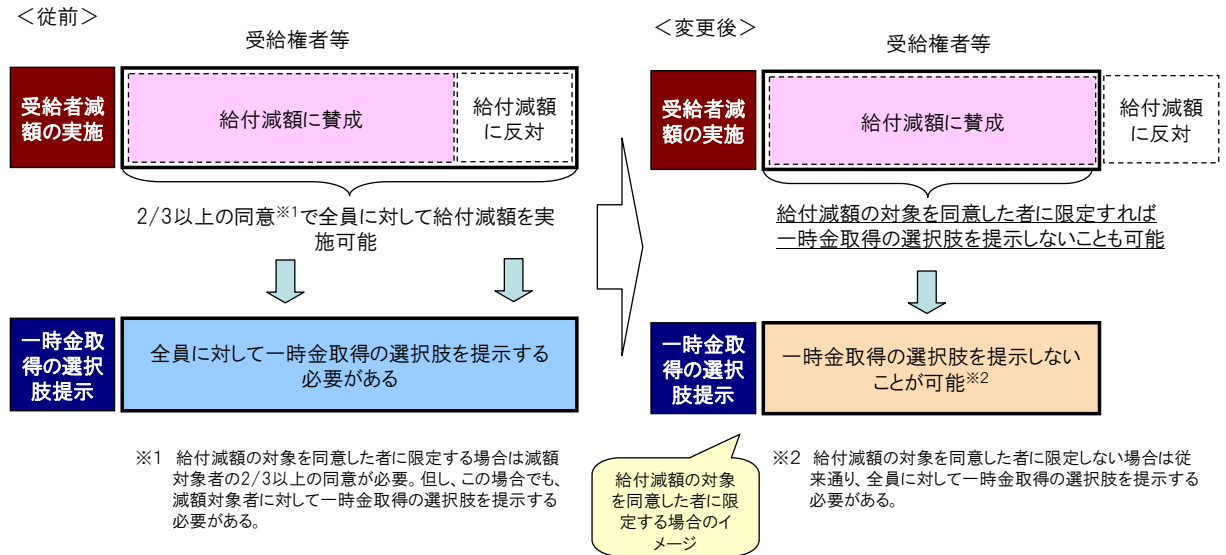 ＜従前＞
受給権者等
受給者減
額の実施
給付減額に賛成
給付減額
に反対
2/3以上の同意※1で全員に対して給付減額を実
施可能
一時金取
得の選択
肢提示
全員に対して一時金取得の選択肢を提示する
必要がある
※1 給付減額の対象を同意した者に限定する場合は減額
対象者の2/3以上の同意が必要。但し、この場合でも、
減額対象者に対して一時金取得の選択肢を提示する
必要がある。
＜変更後＞
受給権者等
受給者減
額の実施
給付減額に賛成
給付減額
に反対
給付減額の対象を同意した者に限定すれば
一時金取得の選択肢を提示しないことも可能
一時金取
得の選択
肢提示
一時金取得の選択肢を提示しない
ことが可能※2
給付減額の対象
を同意した者に限
定する場合のイ
メージ
※2 給付減額の対象を同意した者に限定しない場合は従
来通り、全員に対して一時金取得の選択肢を提示する
必要がある。